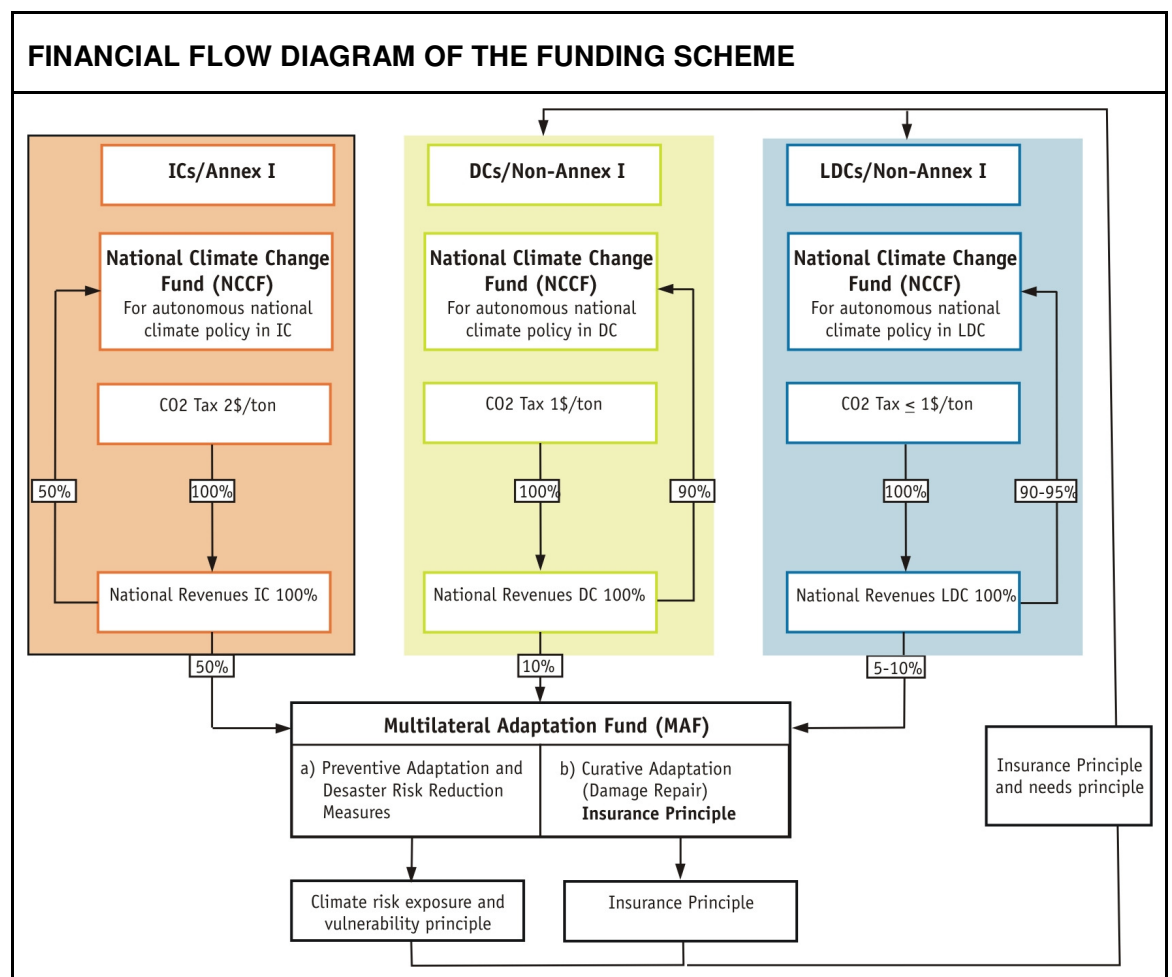 FINANCIAL FLOW DIAGRAM OF THE FUNDING SCHEME
ICs/Annex I
National Climate Change
Fund (NCCF)
For autonomous national
climate policy in IC
CO2 Tax 2$/ton
50%
100%
National Revenues IC 100%
50%
DCs/Non-Annex I
National Climate Change
Fund (NCCF)
For autonomous national
climate policy in DC
CO2 Tax 1$/ton
100%
90%
National Revenues DC 100%
10%
LDCs/Non-Annex I
National Climate Change
Fund (NCCF)
For autonomous national
climate policy in LDC
CO2 Tax ≤ 1$/ton
100%
90-95%
National Revenues LDC 100%
5-10%
Multilateral Adaptation Fund (MAF)
a) Preventive Adaptation and
Desaster Risk Reduction
Measures
b) Curative Adaptation
(Damage Repair)
Insurance Principle
Insurance Principle
and needs principle
Climate risk exposure and
vulnerability principle
Insurance Principle